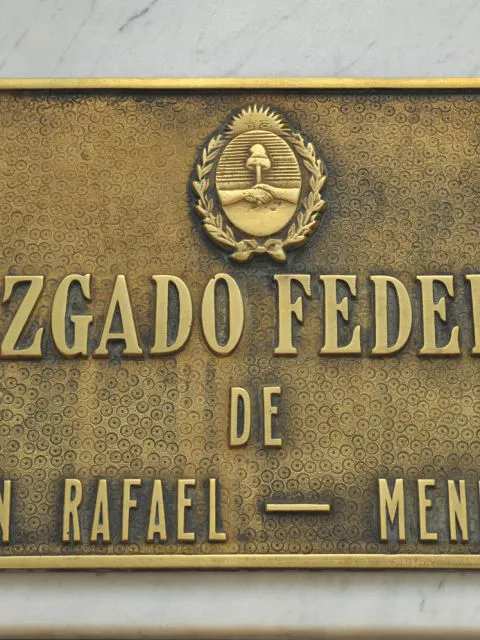 ZGADO FEDE
DE
N RAFAEL — MEN